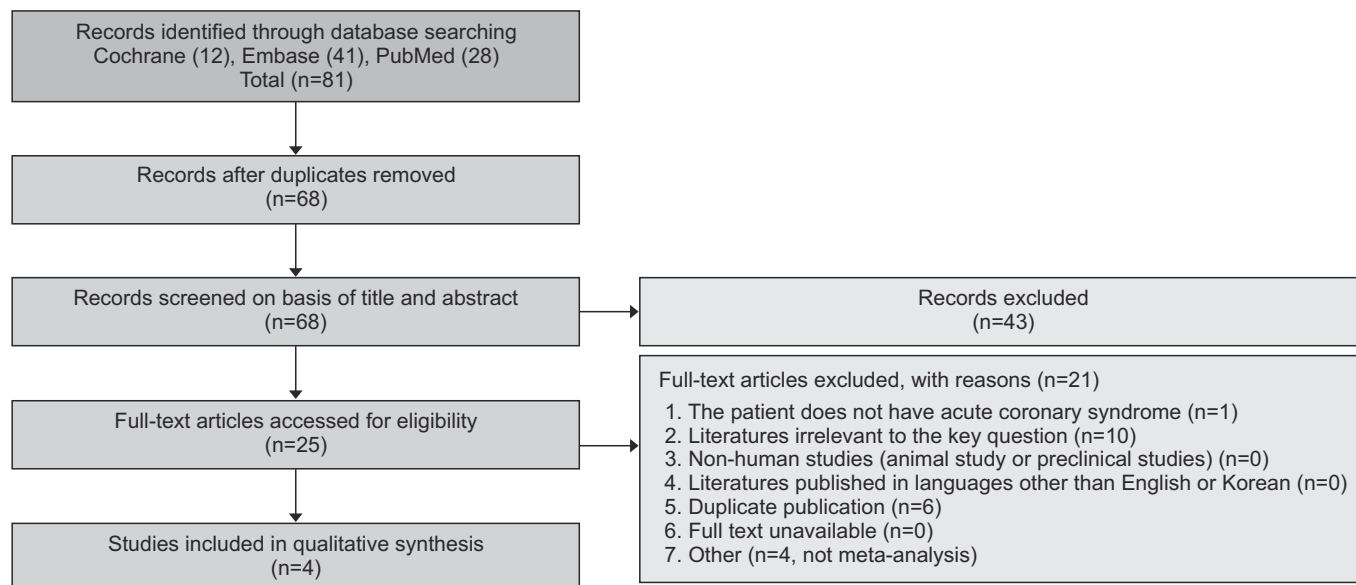 Records identified through database searching
Cochrane (12), Embase (41), PubMed (28)
Total (n=81)
Records after duplicates removed
(n=68)
Records screened on basis of title and abstract
(n=68)
Records excluded
(n=43)
Full-text articles accessed for eligibility
(n=25)
Full-text articles excluded, with reasons (n=21)
1. The patient does not have acute coronary syndrome (n=1)
2. Literatures irrelevant to the key question (n=10)
3. Non-human studies (animal study or preclinical studies) (n=0)
4. Literatures published in languages other than English or Korean (n=0)
5. Duplicate publication (n=6)
6. Full text unavailable (n=0)
7. Other (n=4, not meta-analysis)
Studies included in qualitative synthesis
(n=4)